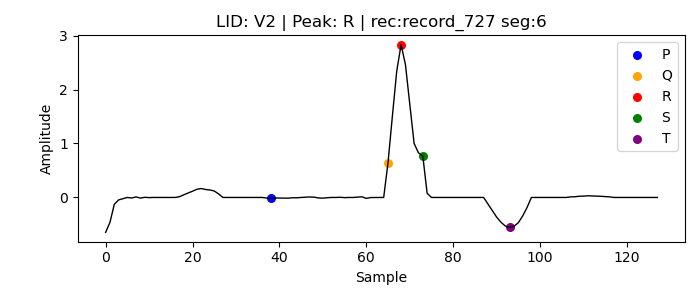 LID: V2 | Peak: R | rec:record_727 seg:6
Amplitude
3
2
1
0
P
Q
R
S
T
0 20 40 60 80 100 120
Sample